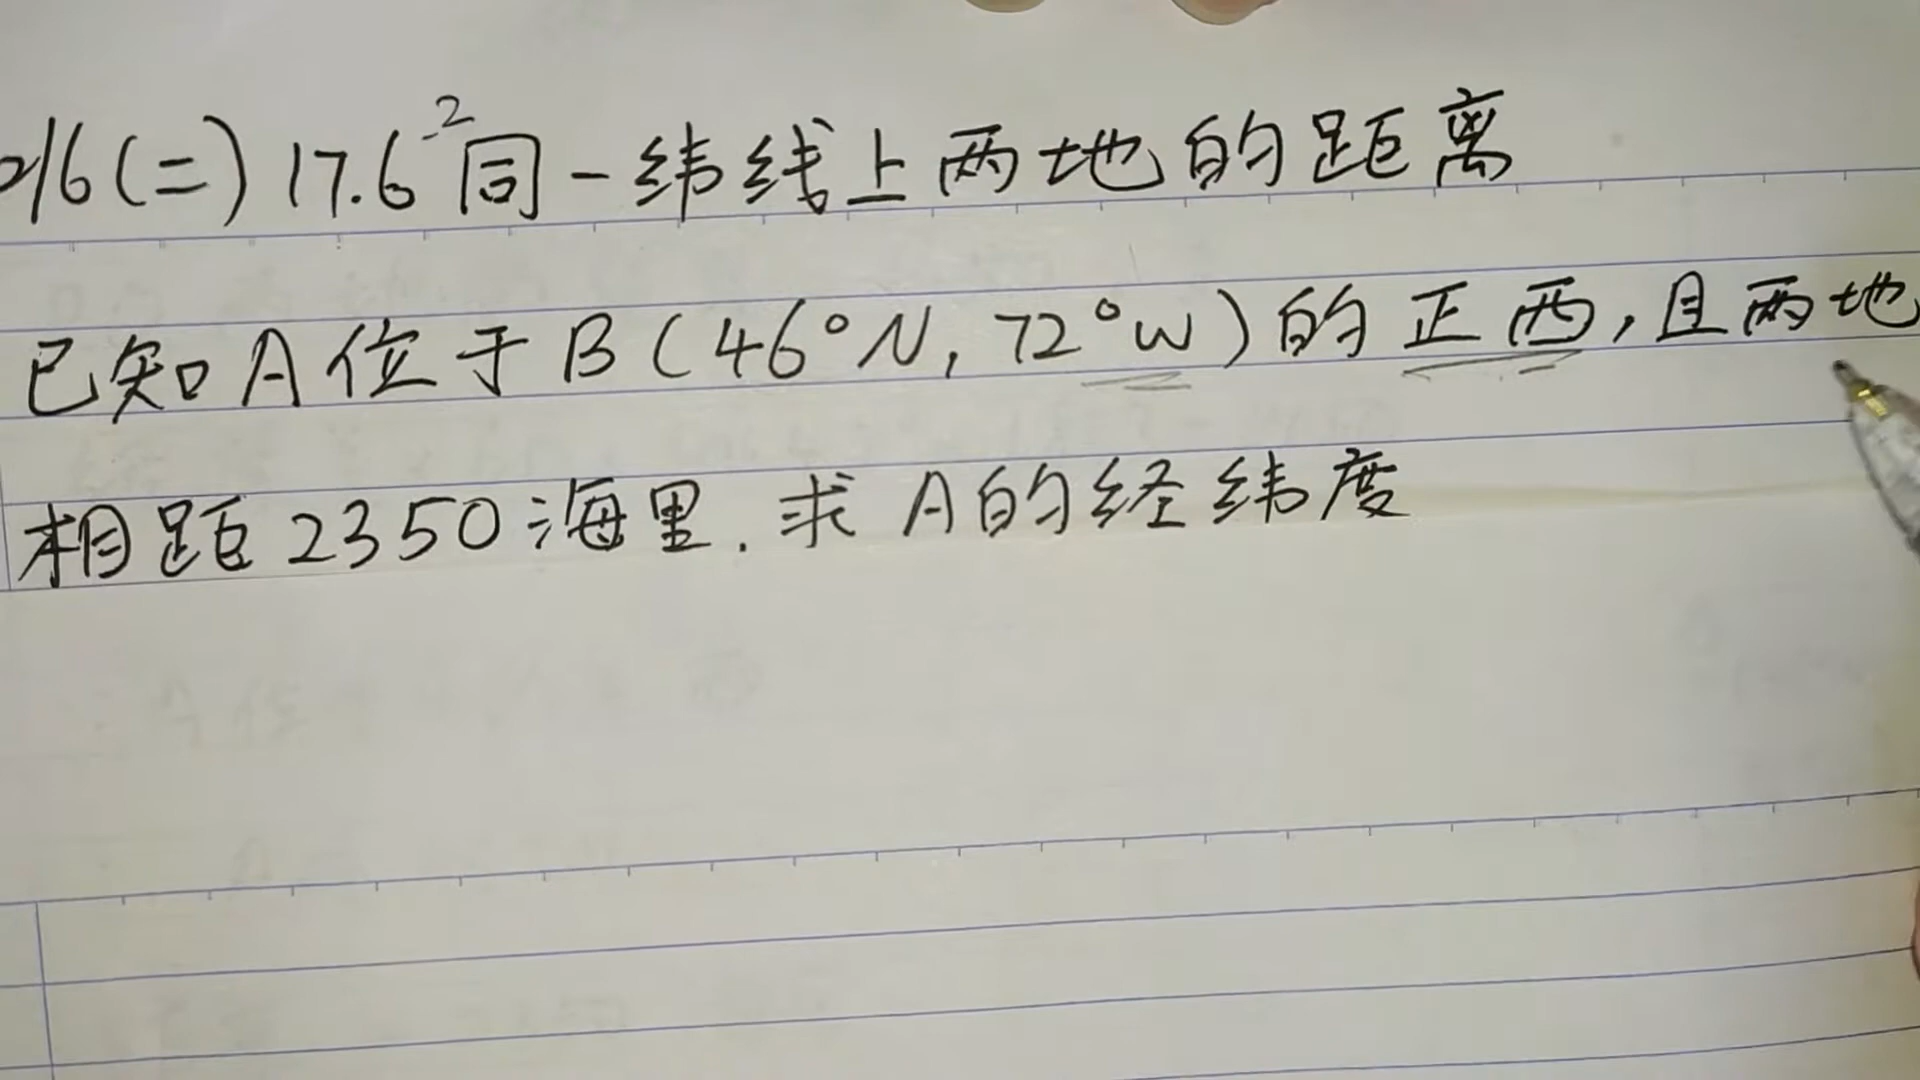 216(二) 17.6-2 同一纬线上两地的距离
已知A位于B(46°N, 72°W)的正西,且两地
相距2350海里.求A的经纬度